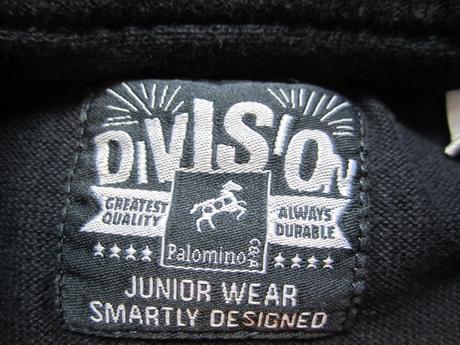 DIVISION
GREATEST
QUALITY
ALWAYS
DURABLE
Palomino
C&A
JUNIOR WEAR
SMARTLY DESIGNED